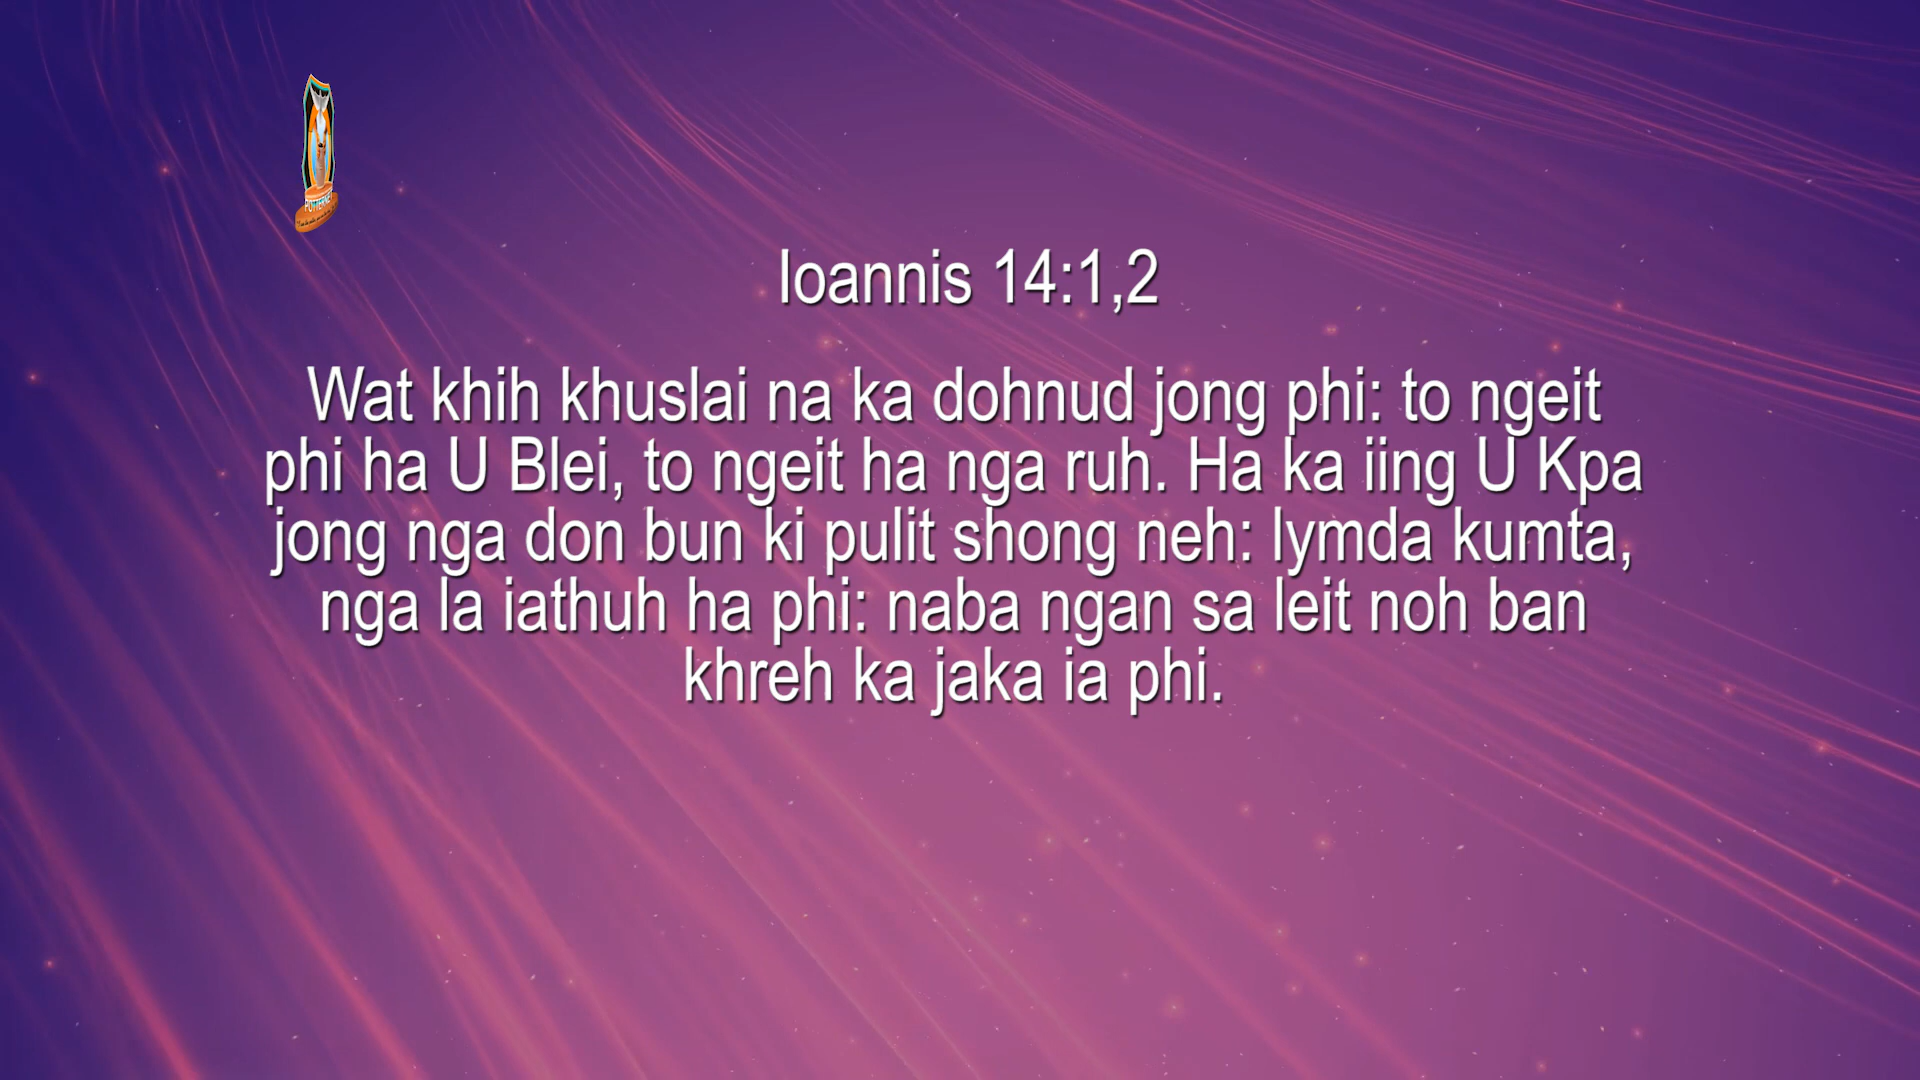 Ioannis 14:1,2
Wat khih khuslai na ka dohnud jong phi: to ngeit
phi ha U Blei, to ngeit ha nga ruh. Ha ka iing U Kpa
jong nga don bun ki pulit shong neh: lymda kumta,
nga la iathuh ha phi: naba ngan sa leit noh ban
khreh ka jaka ia phi.